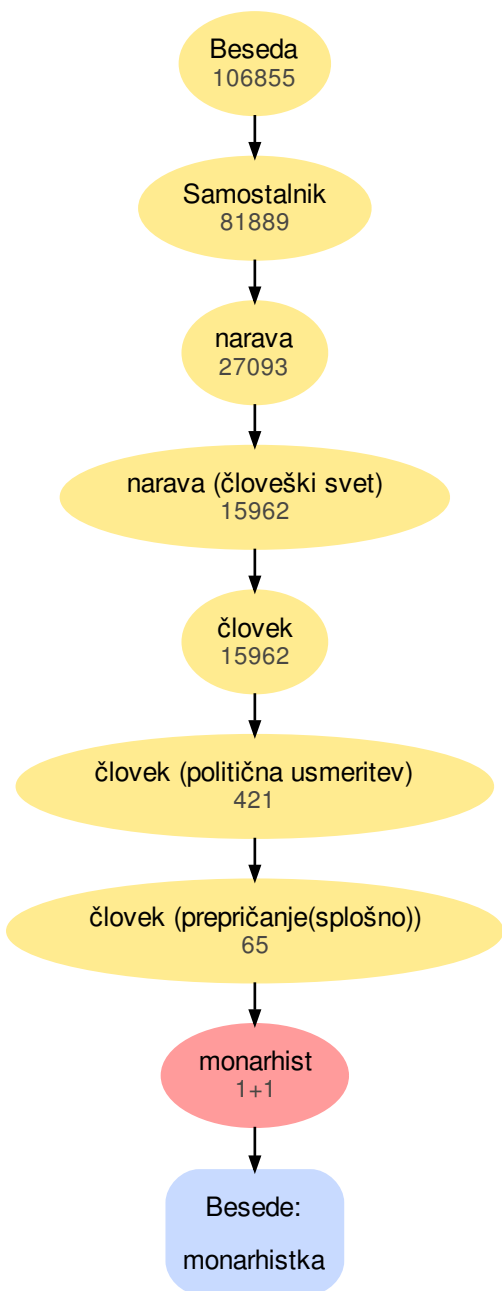 Beseda
106855
Samostalnik
81889
narava
27093
narava (človeški svet)
15962
človek
15962
človek (politična usmeritev)
421
človek (prepričanje(splošno))
65
monarhist
1+1
Besede:
monarhistka